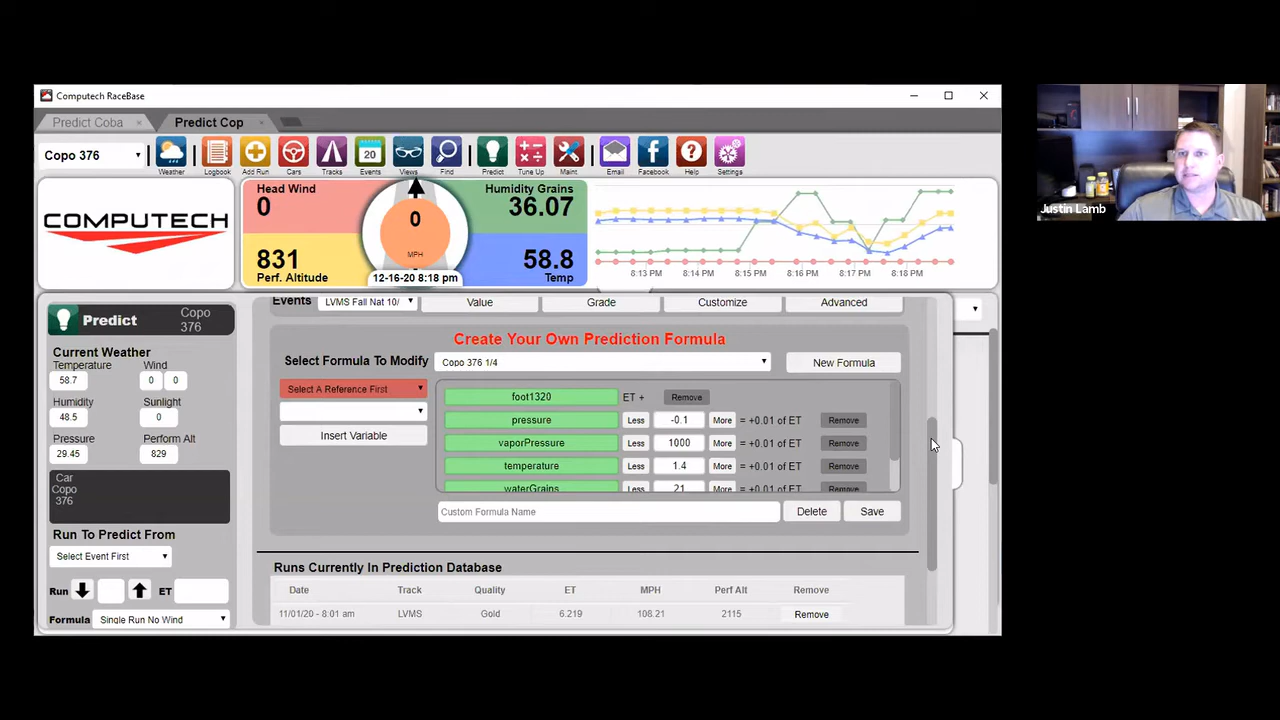 Computech RaceBase
Predict Coba × Predict Cop ×
Copo 376
20
Weather Logbook Add Run Cars Tracks Events Views Find Predict Tune Up Maint Email Facebook Help Settings
COMPUTECH
Head Wind
0
831
Perf. Altitude
0
MPH
12-16-20 8:18 pm
Humidity Grains
36.07
58.8
Temp
8:13 PM 8:14 PM 8:15 PM 8:16 PM 8:17 PM 8:18 PM
Justin Lamb
Predict Copo
376
Current Weather
Temperature Wind
58.7 0 0
Humidity Sunlight
48.5 0
Pressure Perform Alt
29.45 829
Car
Copo
376
Run To Predict From
Select Event First
Run ET
Formula Single Run No Wind
Events LVMS Fall Nat 10/ Value Grade Customize Advanced
Create Your Own Prediction Formula
Select Formula To Modify Copo 376 1/4 New Formula
Select A Reference First
Insert Variable
foot1320 ET + Remove
pressure Less -0.1 More = +0.01 of ET Remove
vaporPressure Less 1000 More = +0.01 of ET Remove
temperature Less 1.4 More = +0.01 of ET Remove
waterGrains Less 21 More = +0.01 of ET Remove
Custom Formula Name Delete Save
Runs Currently In Prediction Database
Date Track Quality ET MPH Perf Alt Remove
11/01/20 - 8:01 am LVMS Gold 6.219 108.21 2115 Remove